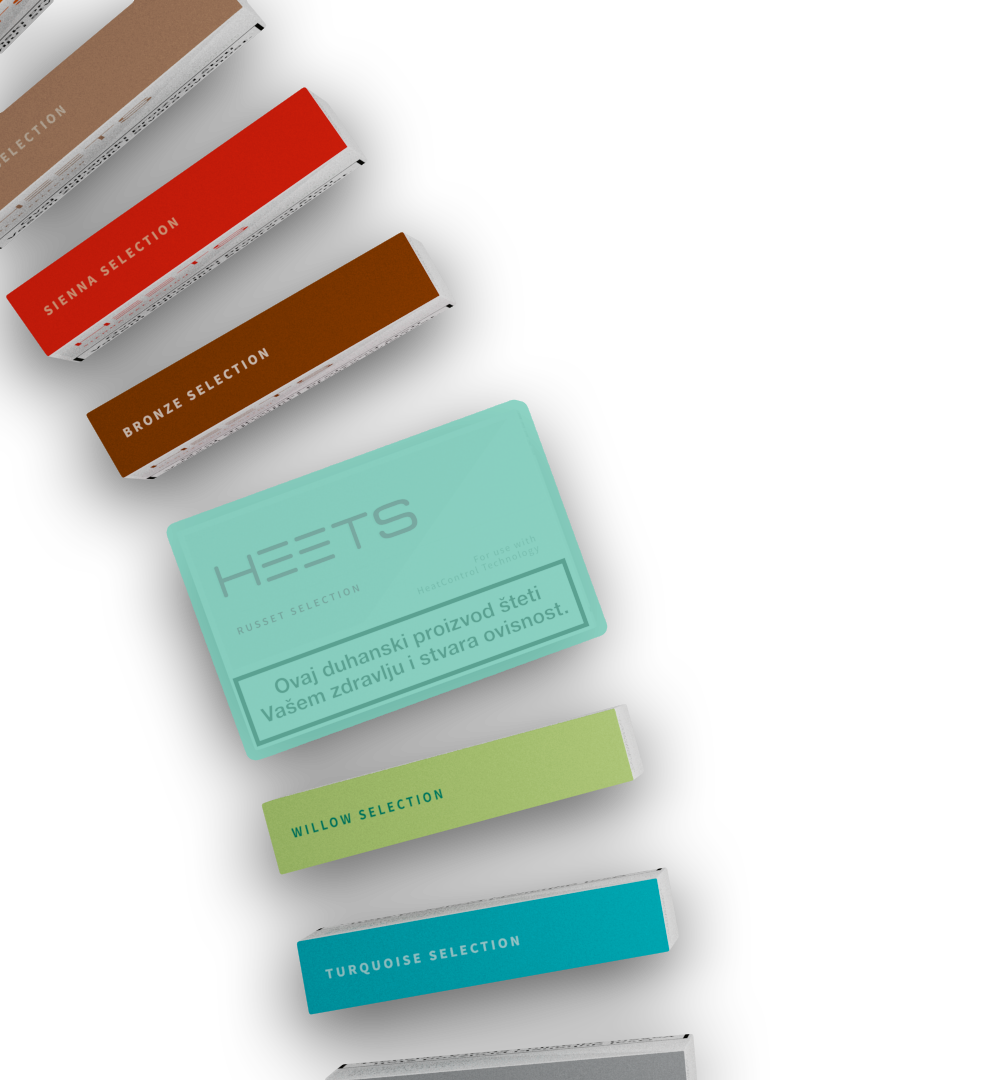 SELECTION
SIENNA SELECTION
BRONZE SELECTION
HEETS
RUSSET SELECTION
For use with
HeatControl Technology
Ovaj duhanski proizvod šteti
Vašem zdravlju i stvara ovisnost.
WILLOW SELECTION
TURQUOISE SELECTION